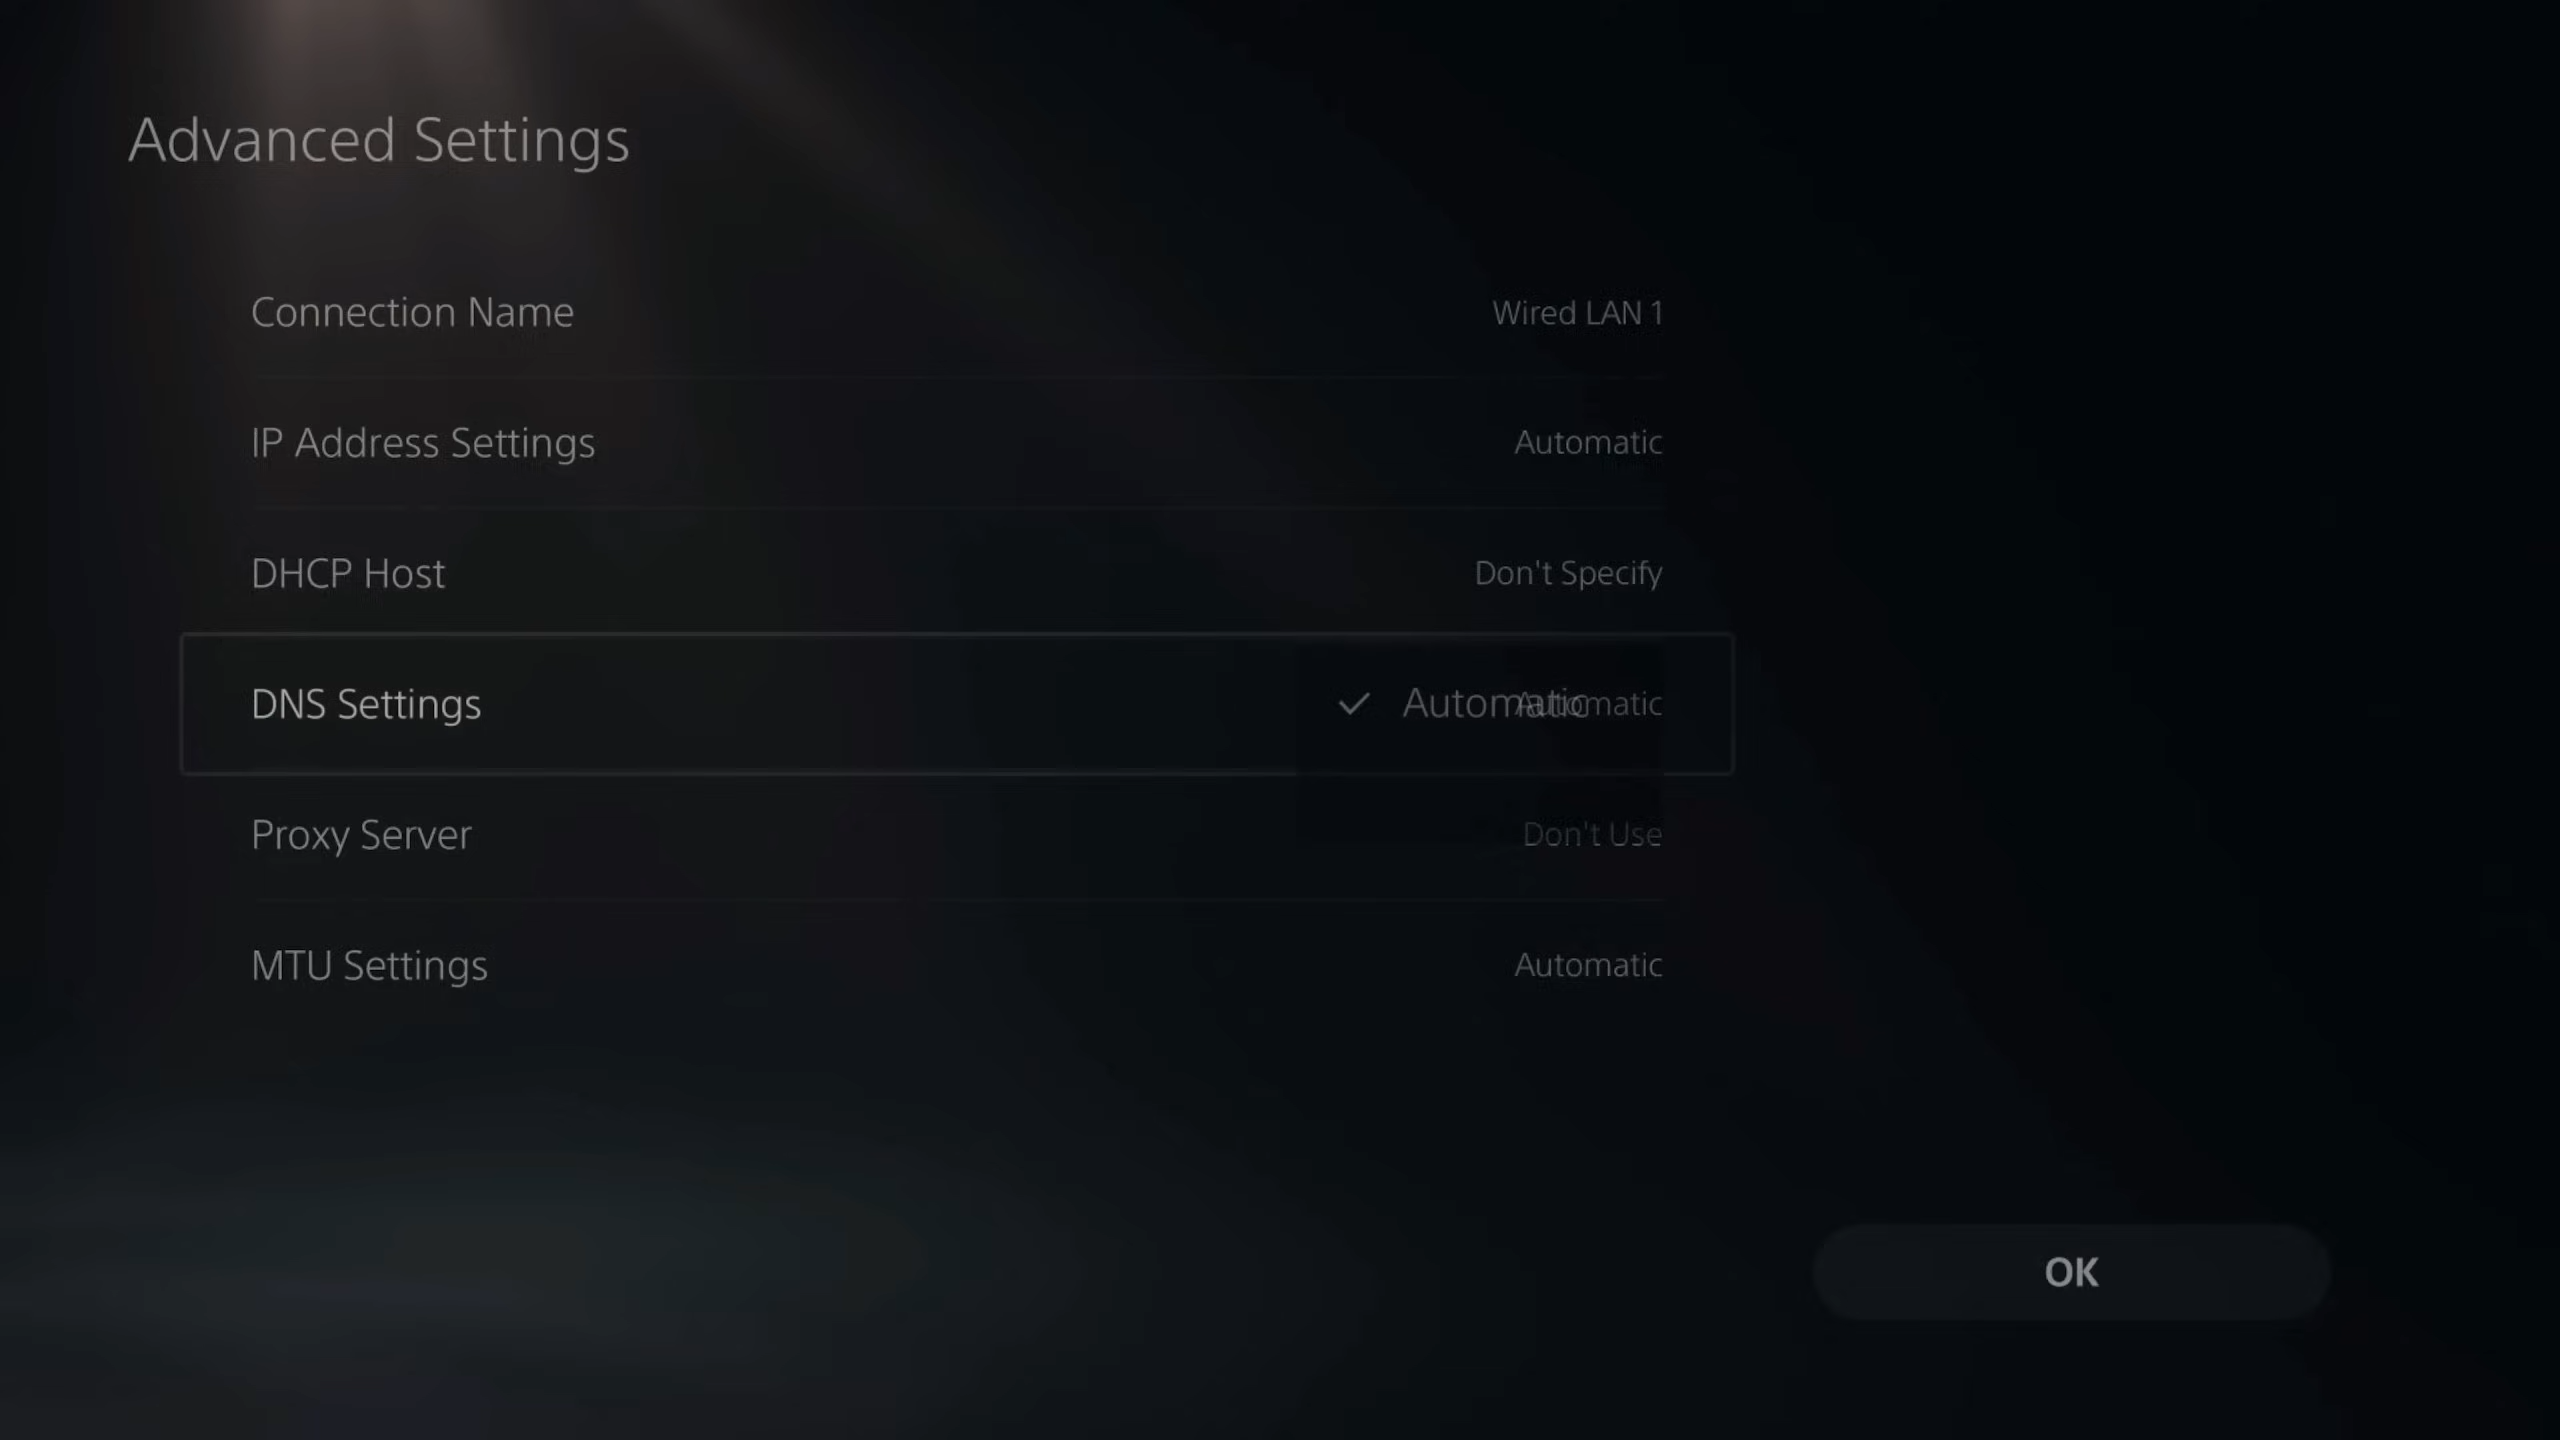 Advanced Settings
Connection Name Wired LAN 1
IP Address Settings Automatic
DHCP Host Don't Specify
DNS Settings ✓ Automatic Automatic
Proxy Server Don't Use
MTU Settings Automatic
OK